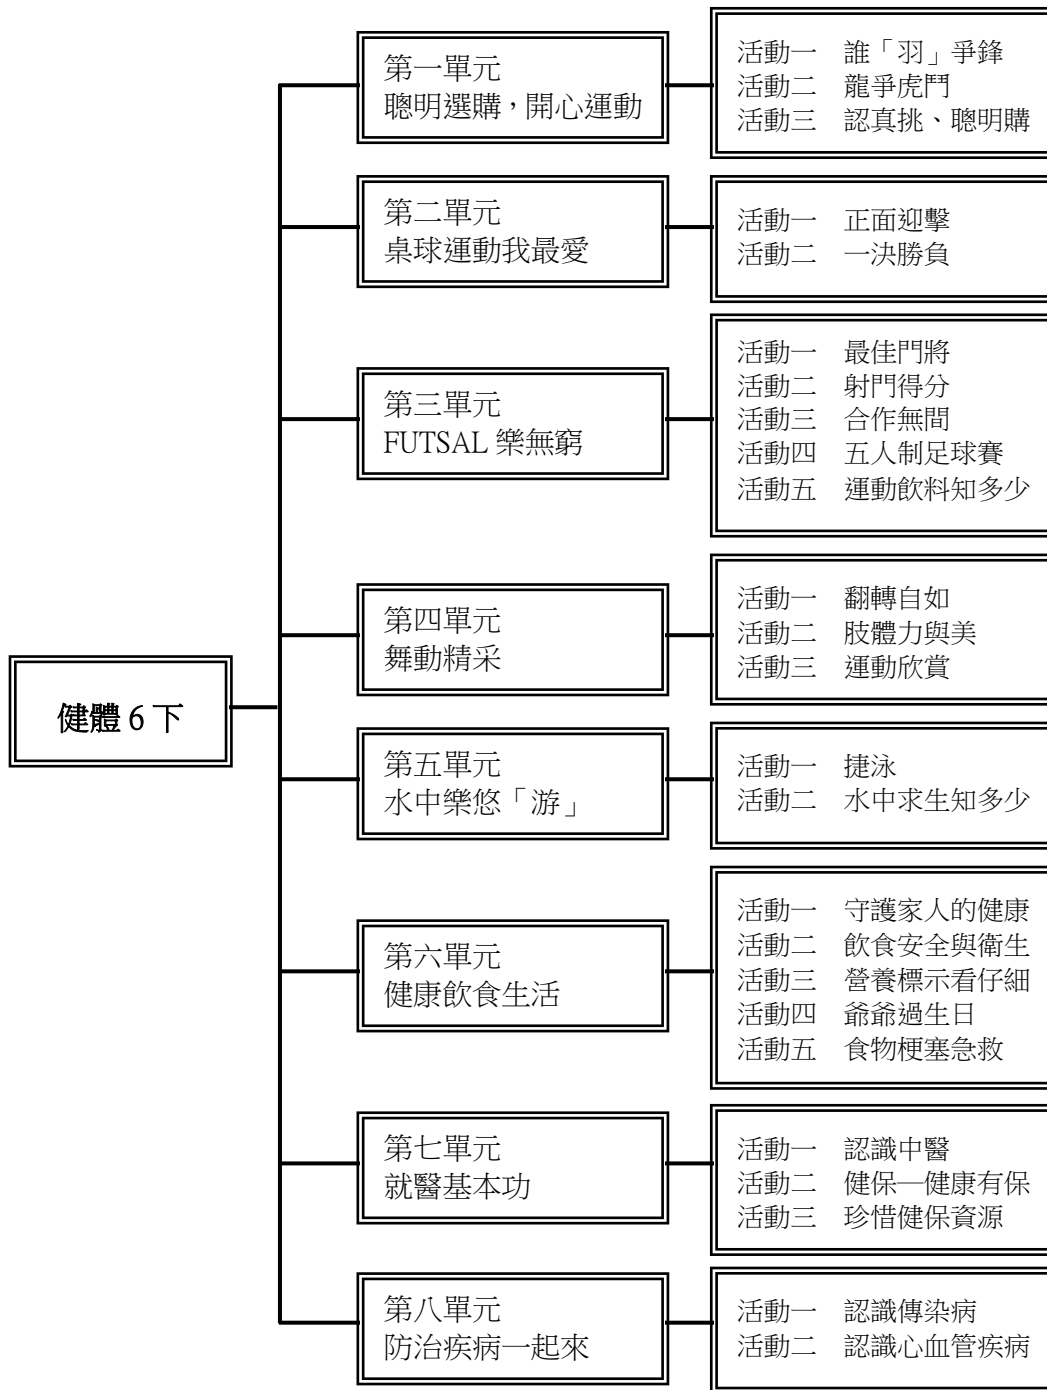 健體 6 下
第一單元
聰明選購，開心運動
活動一　誰「羽」爭鋒
活動二　龍爭虎鬥
活動三　認真挑、聰明購
第二單元
桌球運動我最愛
活動一　正面迎擊
活動二　一決勝負
第三單元
FUTSAL 樂無窮
活動一　最佳門將
活動二　射門得分
活動三　合作無間
活動四　五人制足球賽
活動五　運動飲料知多少
第四單元
舞動精采
活動一　翻轉自如
活動二　肢體力與美
活動三　運動欣賞
第五單元
水中樂悠「游」
活動一　捷泳
活動二　水中求生知多少
第六單元
健康飲食生活
活動一　守護家人的健康
活動二　飲食安全與衛生
活動三　營養標示看仔細
活動四　爺爺過生日
活動五　食物梗塞急救
第七單元
就醫基本功
活動一　認識中醫
活動二　健保─健康有保
活動三　珍惜健保資源
第八單元
防治疾病一起來
活動一　認識傳染病
活動二　認識心血管疾病